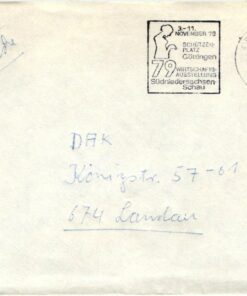 3.-11.
NOVEMBER 79
SCHÜTZEN-
PLATZ
Göttingen
79 WIRTSCHAFTS-
AUSSTELLUNG
Südniedersachsen
Schau
DAK
Königstr. 57-61
674 Landau